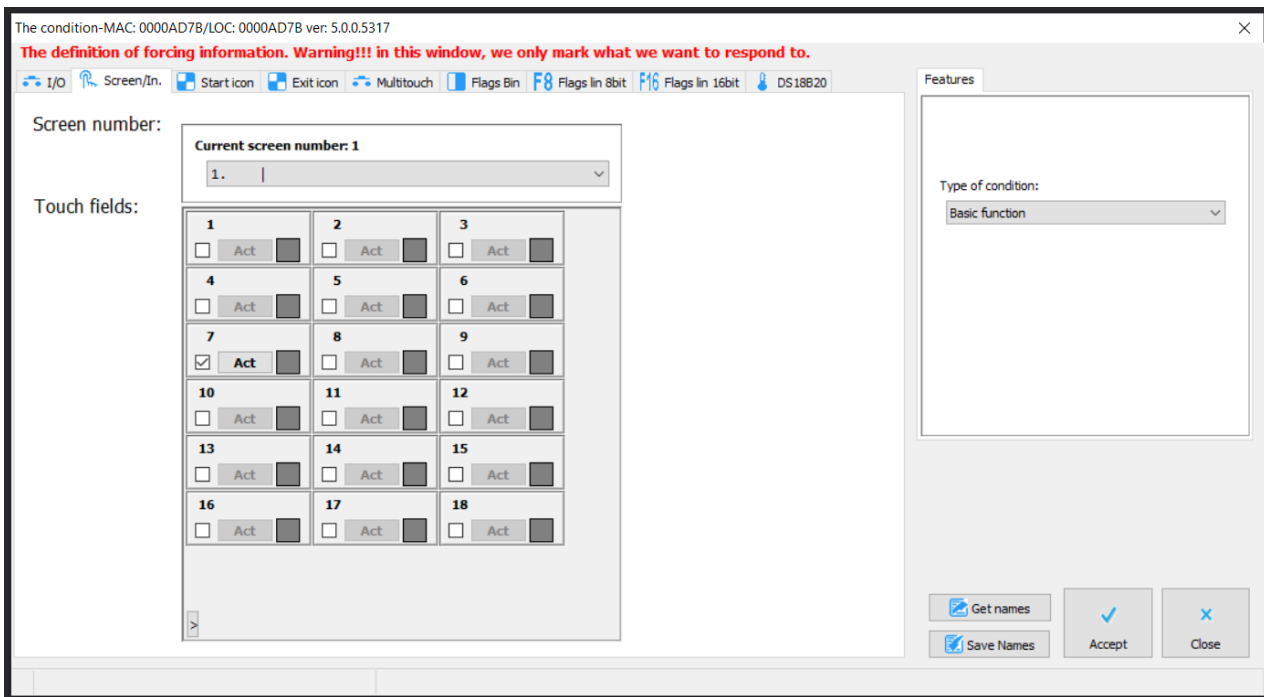 The condition-MAC: 0000AD7B/LOC: 0000AD7B ver: 5.0.0.5317
The definition of forcing information. Warning!!! in this window, we only mark what we want to respond to.
I/O Screen/In. Start icon Exit icon Multitouch Flags Bin F8 Flags lin 8bit F16 Flags lin 16bit DS18B20
Features
Screen number:
Current screen number: 1
1. |
Type of condition:
Basic function
Touch fields:
1 2 3
Act Act Act
4 5 6
Act Act Act
7 8 9
Act Act Act
10 11 12
Act Act Act
13 14 15
Act Act Act
16 17 18
Act Act Act
>
Get names
Save Names
Accept
Close